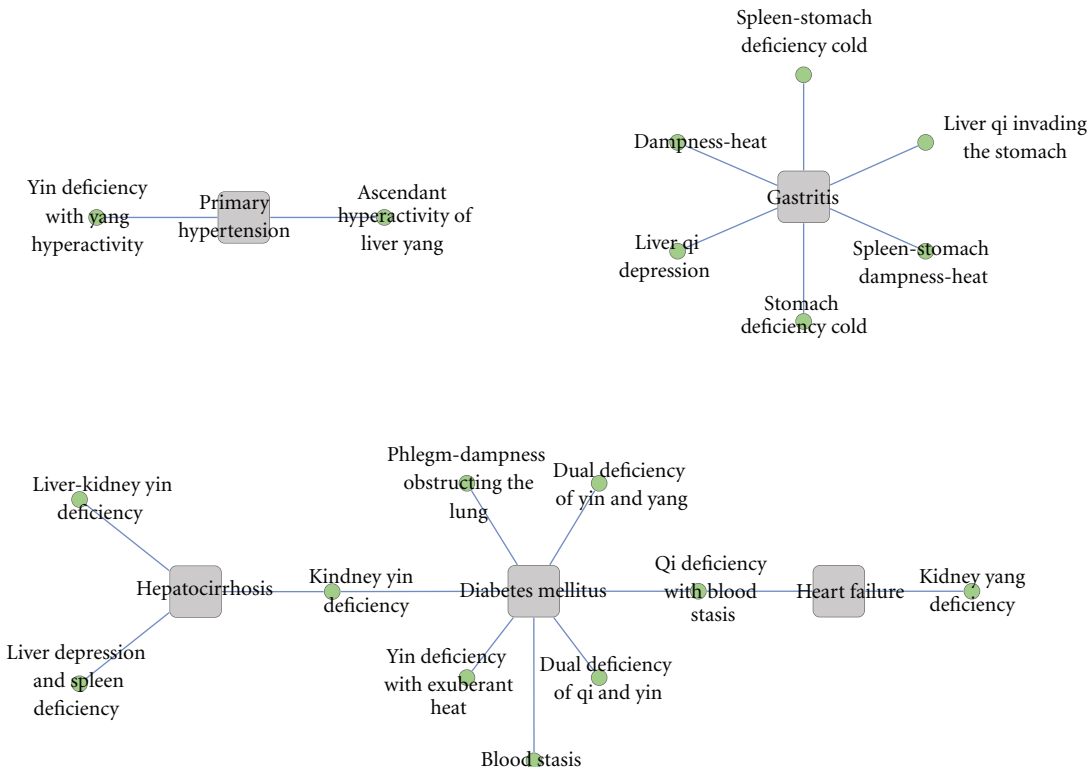 Spleen-stomach
deficiency cold
Dampness-heat
Liver qi invading
the stomach
Gastritis
Liver qi
depression
Spleen-stomach
dampness-heat
Stomach
deficiency cold
Yin deficiency
with yang
hyperactivity
Primary
hypertension
Ascendant
hyperactivity of
liver yang
Liver-kidney yin
deficiency
Hepatocirrhosis
Liver depression
and spleen
deficiency
Kindney yin
deficiency
Phlegm-dampness
obstructing the
lung
Dual deficiency
of yin and yang
Diabetes mellitus
Yin deficiency
with exuberant
heat
Dual deficiency
of qi and yin
Blood stasis
Qi deficiency
with blood
stasis
Heart failure
Kidney yang
deficiency